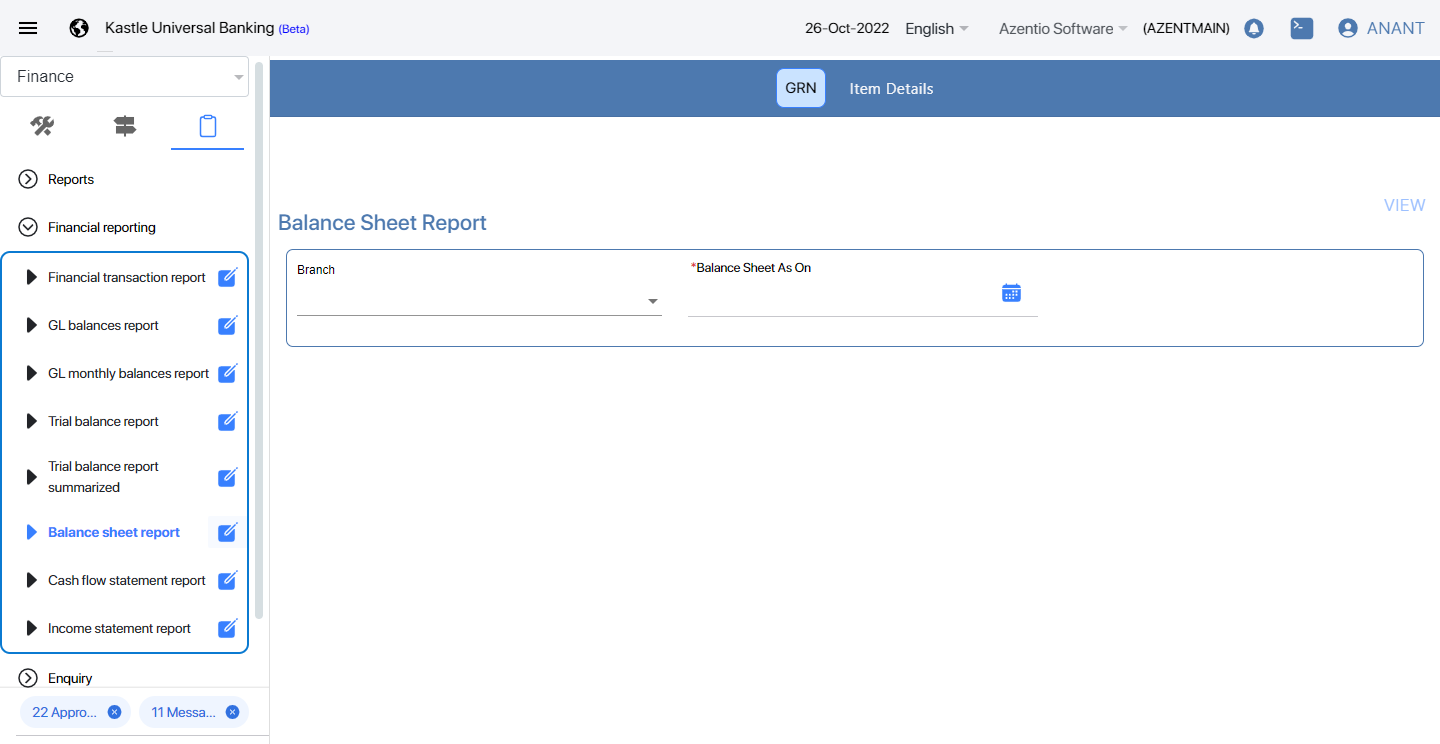 Kastle Universal Banking (Beta)
26-Oct-2022 English Azentio Software (AZENTMAIN) ANANT
Finance
GRN Item Details
Reports
Financial reporting
Financial transaction report
GL balances report
GL monthly balances report
Trial balance report
Trial balance report
summarized
Balance sheet report
Cash flow statement report
Income statement report
Enquiry
22 Appro... 11 Messa...
VIEW
Balance Sheet Report
Branch
*Balance Sheet As On